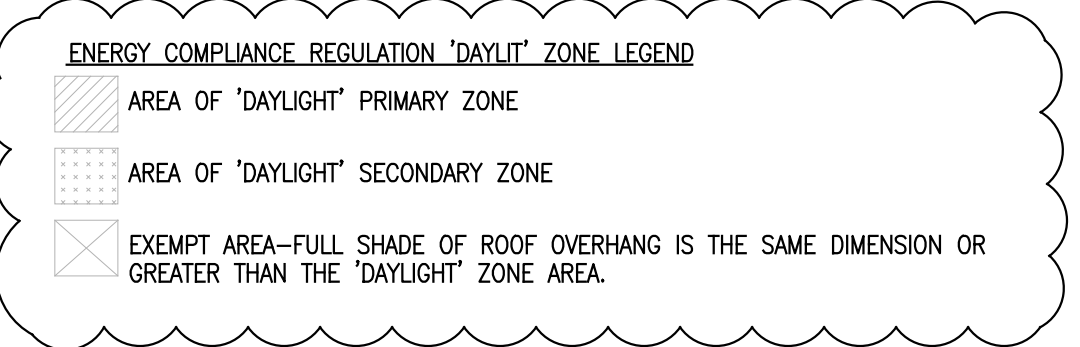 ENERGY COMPLIANCE REGULATION 'DAYLIT' ZONE LEGEND
AREA OF 'DAYLIGHT' PRIMARY ZONE
AREA OF 'DAYLIGHT' SECONDARY ZONE
EXEMPT AREA-FULL SHADE OF ROOF OVERHANG IS THE SAME DIMENSION OR
GREATER THAN THE 'DAYLIGHT' ZONE AREA.